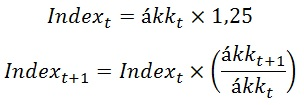 Index_t = ákk_t × 1,25
Index_{t+1} = Index_t × (ákk_{t+1} / ákk_t)